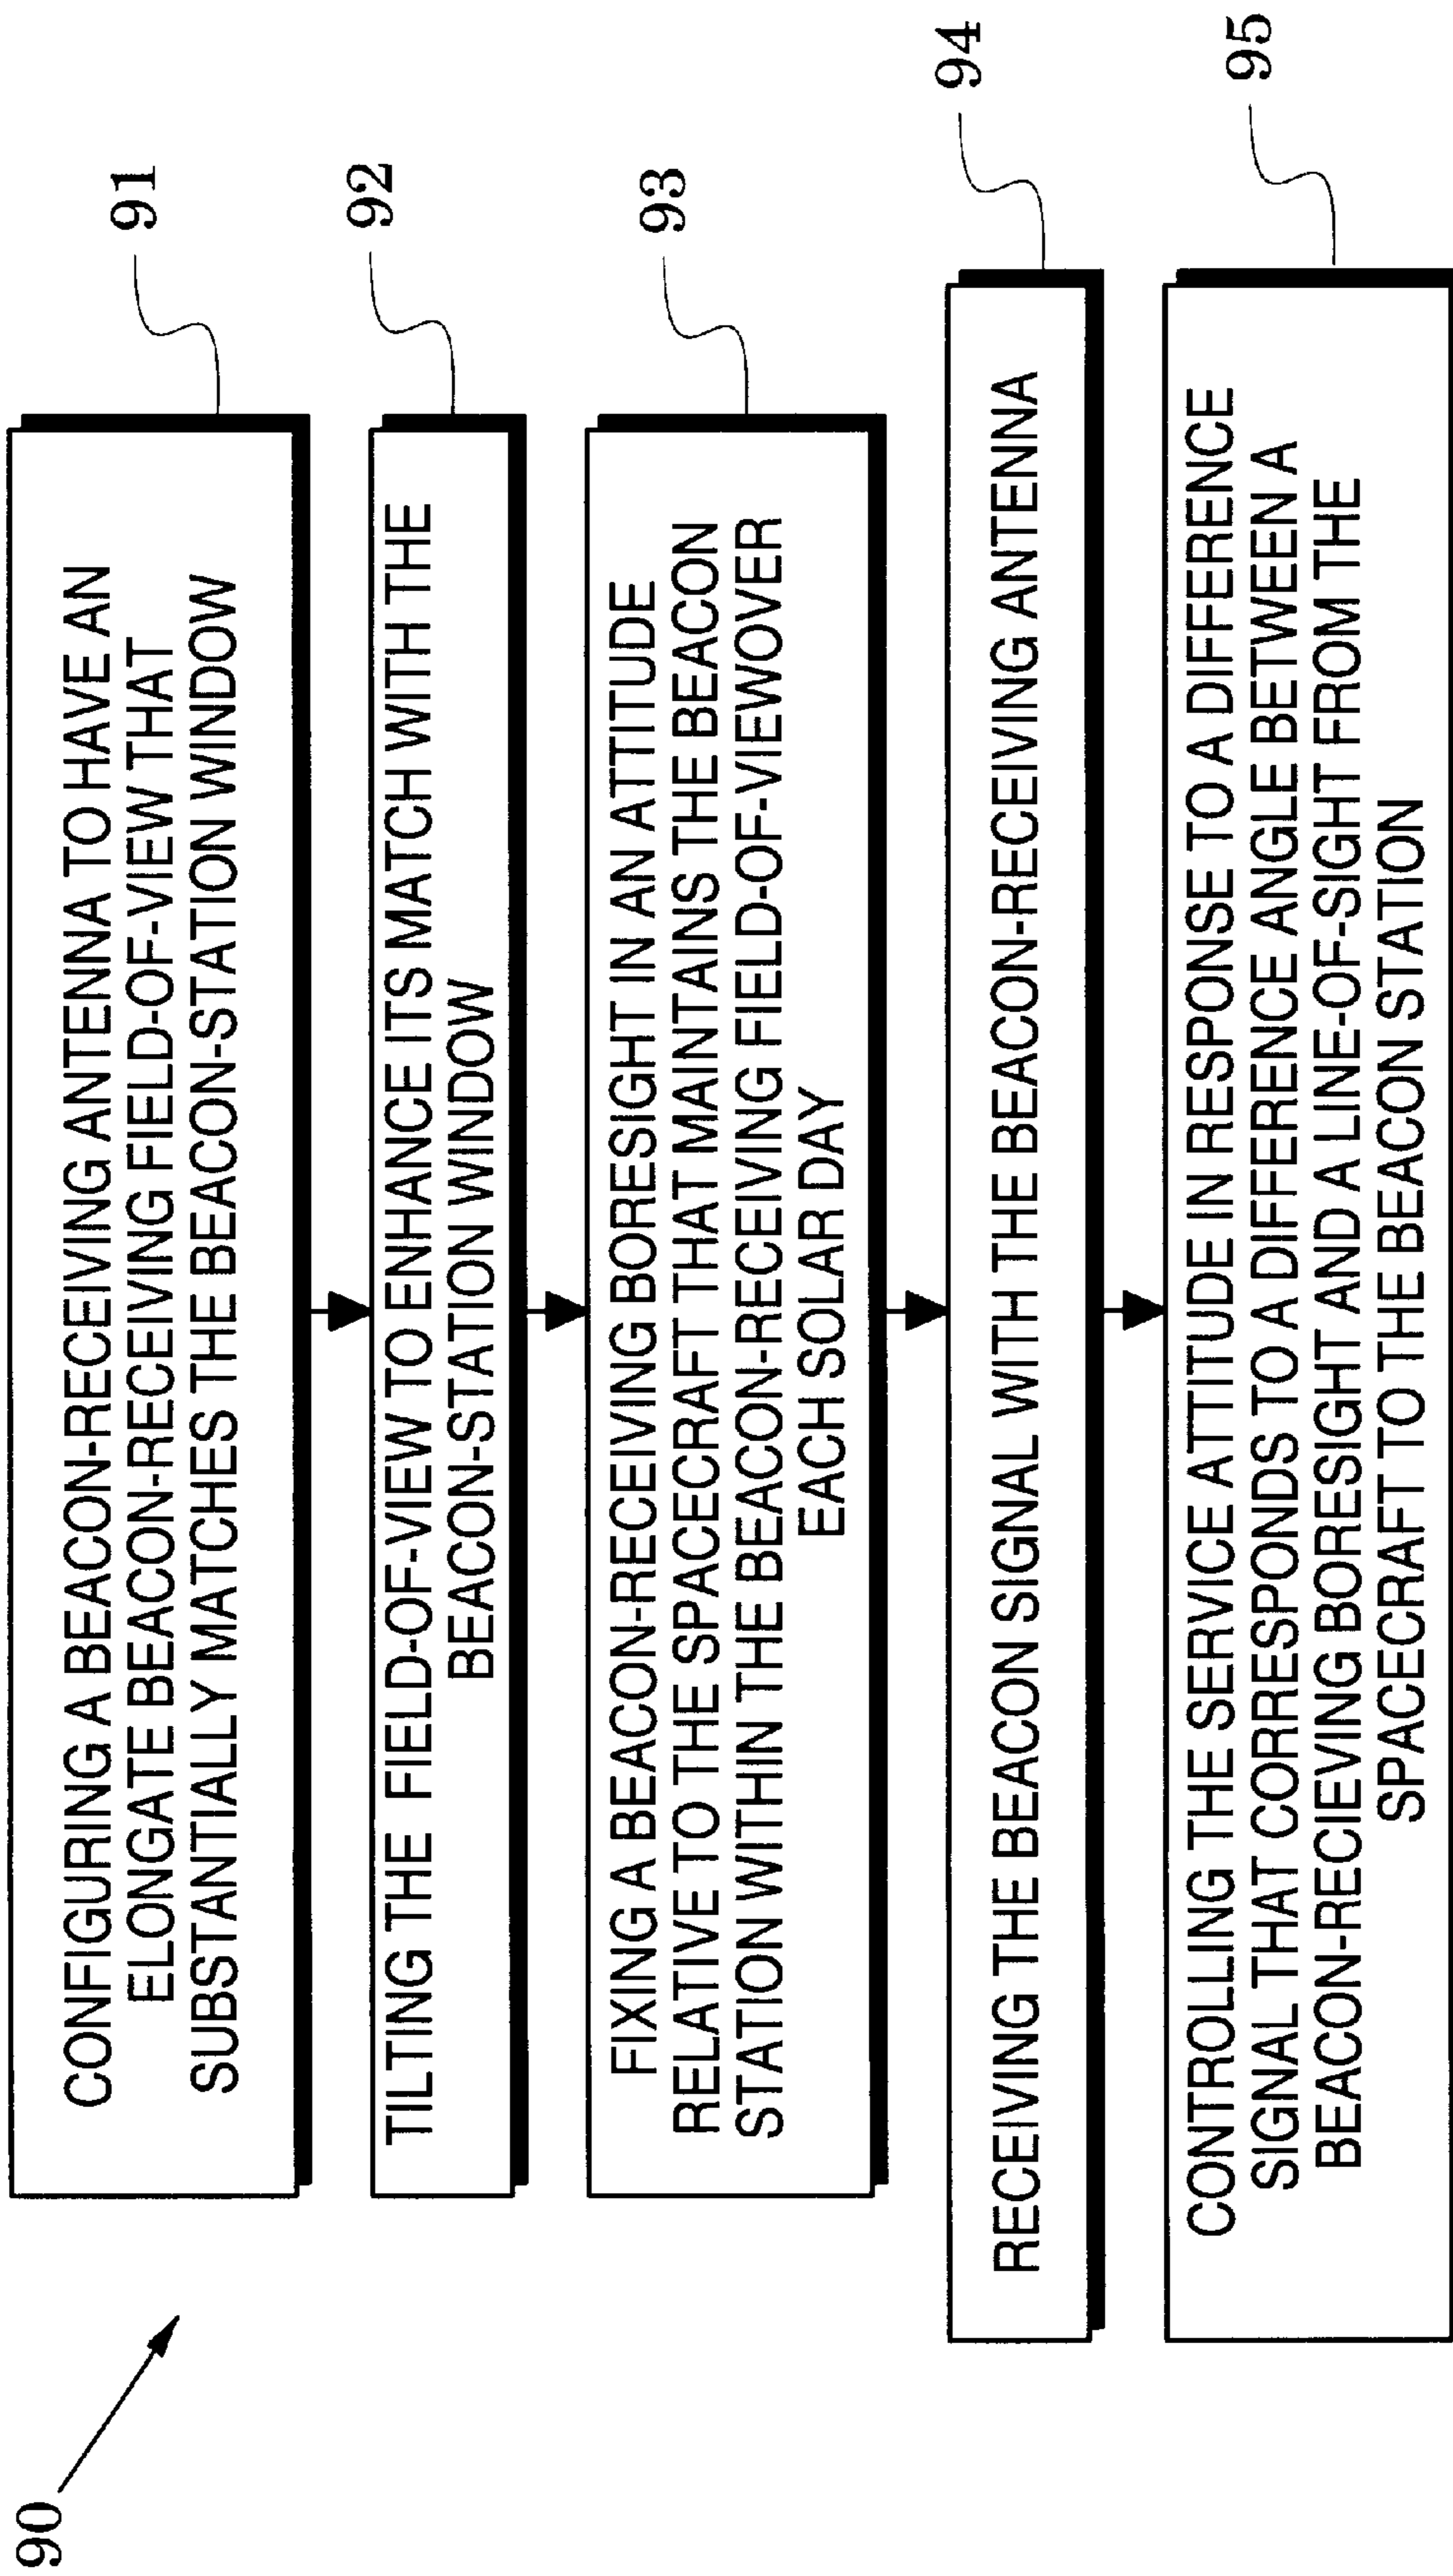 90
CONFIGURING A BEACON-RECEIVING ANTENNA TO HAVE AN
ELONGATE BEACON-RECEIVING FIELD-OF-VIEW THAT
SUBSTANTIALLY MATCHES THE BEACON-STATION WINDOW
91
TILTING THE FIELD-OF-VIEW TO ENHANCE ITS MATCH WITH THE
BEACON-STATION WINDOW
92
FIXING A BEACON-RECEIVING BORESIGHT IN AN ATTITUDE
RELATIVE TO THE SPACECRAFT THAT MAINTAINS THE BEACON
STATION WITHIN THE BEACON-RECEIVING FIELD-OF-VIEWOVER
EACH SOLAR DAY
93
RECEIVING THE BEACON SIGNAL WITH THE BEACON-RECEIVING ANTENNA
94
CONTROLLING THE SERVICE ATTITUDE IN RESPONSE TO A DIFFERENCE
SIGNAL THAT CORRESPONDS TO A DIFFERENCE ANGLE BETWEEN A
BEACON-RECIEVING BORESIGHT AND A LINE-OF-SIGHT FROM THE
SPACECRAFT TO THE BEACON STATION
95